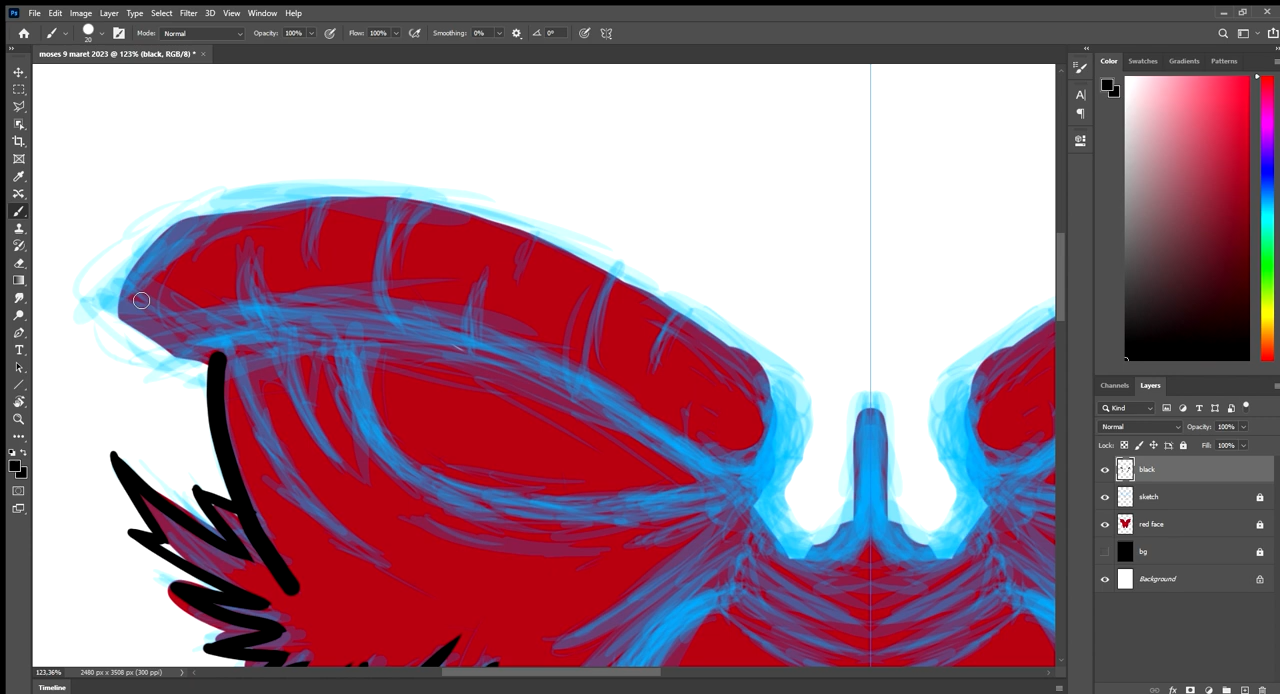 Ps File Edit Image Layer Type Select Filter 3D View Window Help
20 Mode: Normal Opacity: 100% Flow: 100% Smoothing: 0% 0°
moses 9 maret 2023 @ 123% (black, RGB/8) * ×
Color Swatches Gradients Patterns
Channels Layers
Kind
Normal Opacity: 100%
Lock: Fill: 100%
black
sketch
red face
bg
Background
123,36% 2480 px x 3508 px (300 ppi)
Timeline